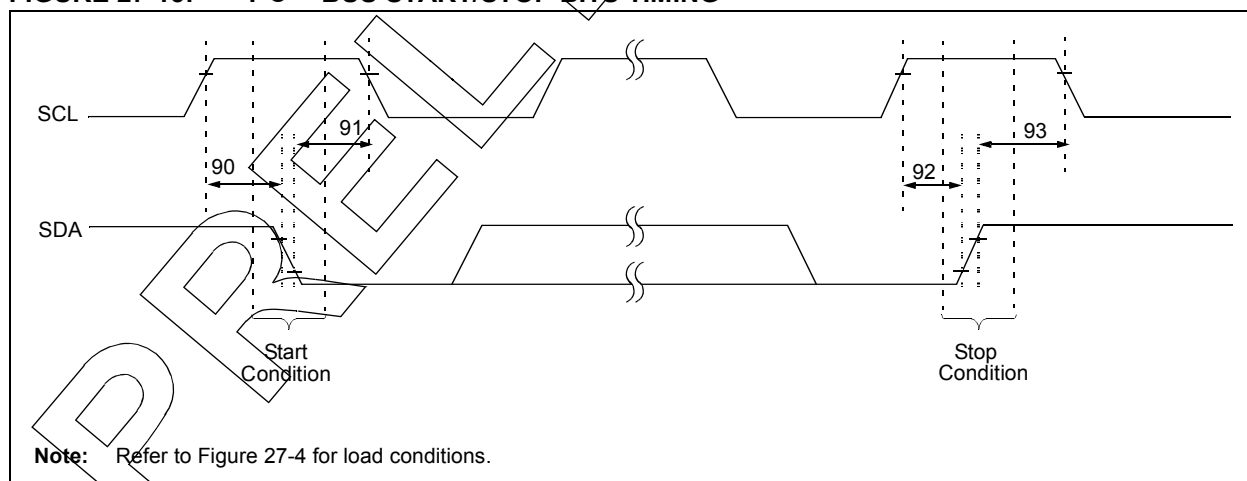 SCL
91
93
90
92
SDA
Start
Condition
Stop
Condition
Note: Refer to Figure 27-4 for load conditions.